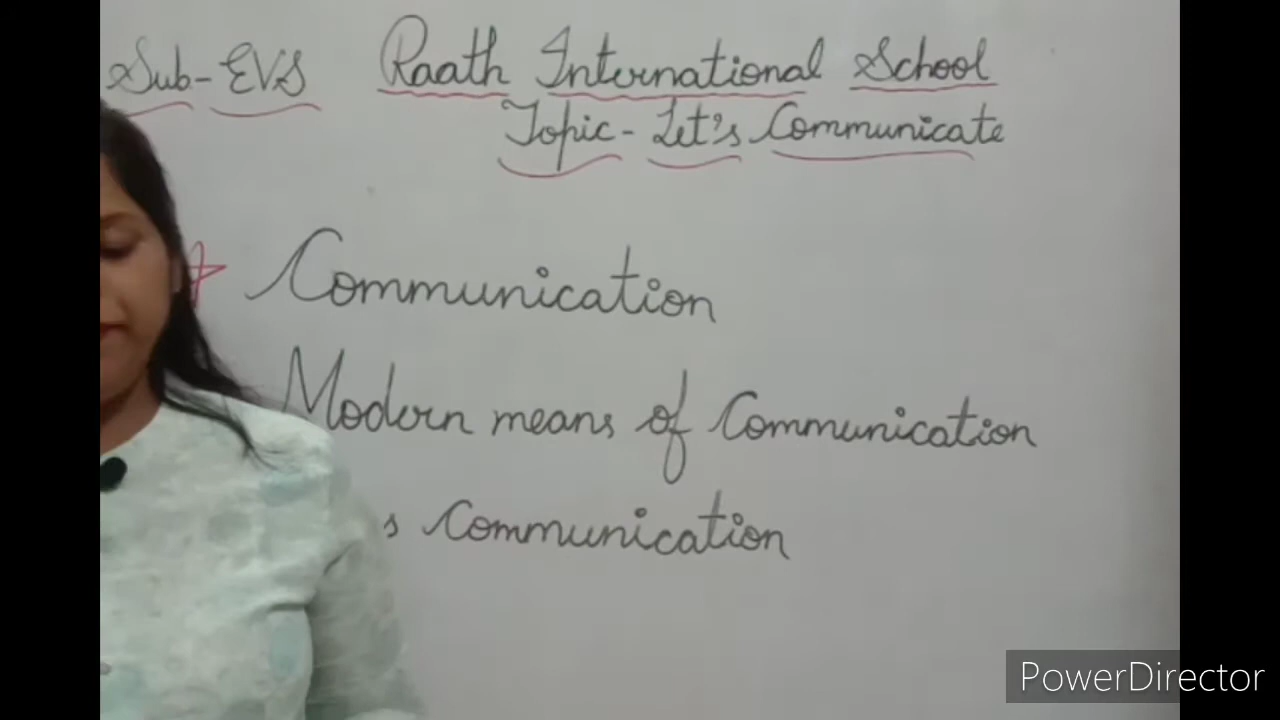 Sub-EVS Raath International School
Topic- Let's Communicate
Communication
Modern means of Communication
s Communication
PowerDirector